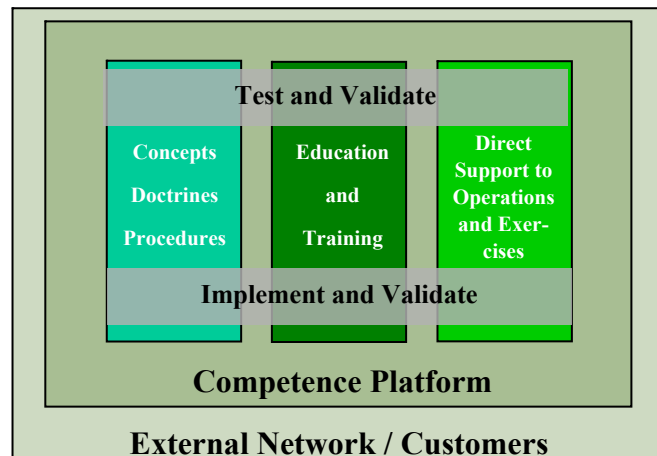 Test and Validate
Concepts
Doctrines
Procedures
Education
and
Training
Direct
Support to
Operations
and Exer-
cises
Implement and Validate
Competence Platform
External Network / Customers